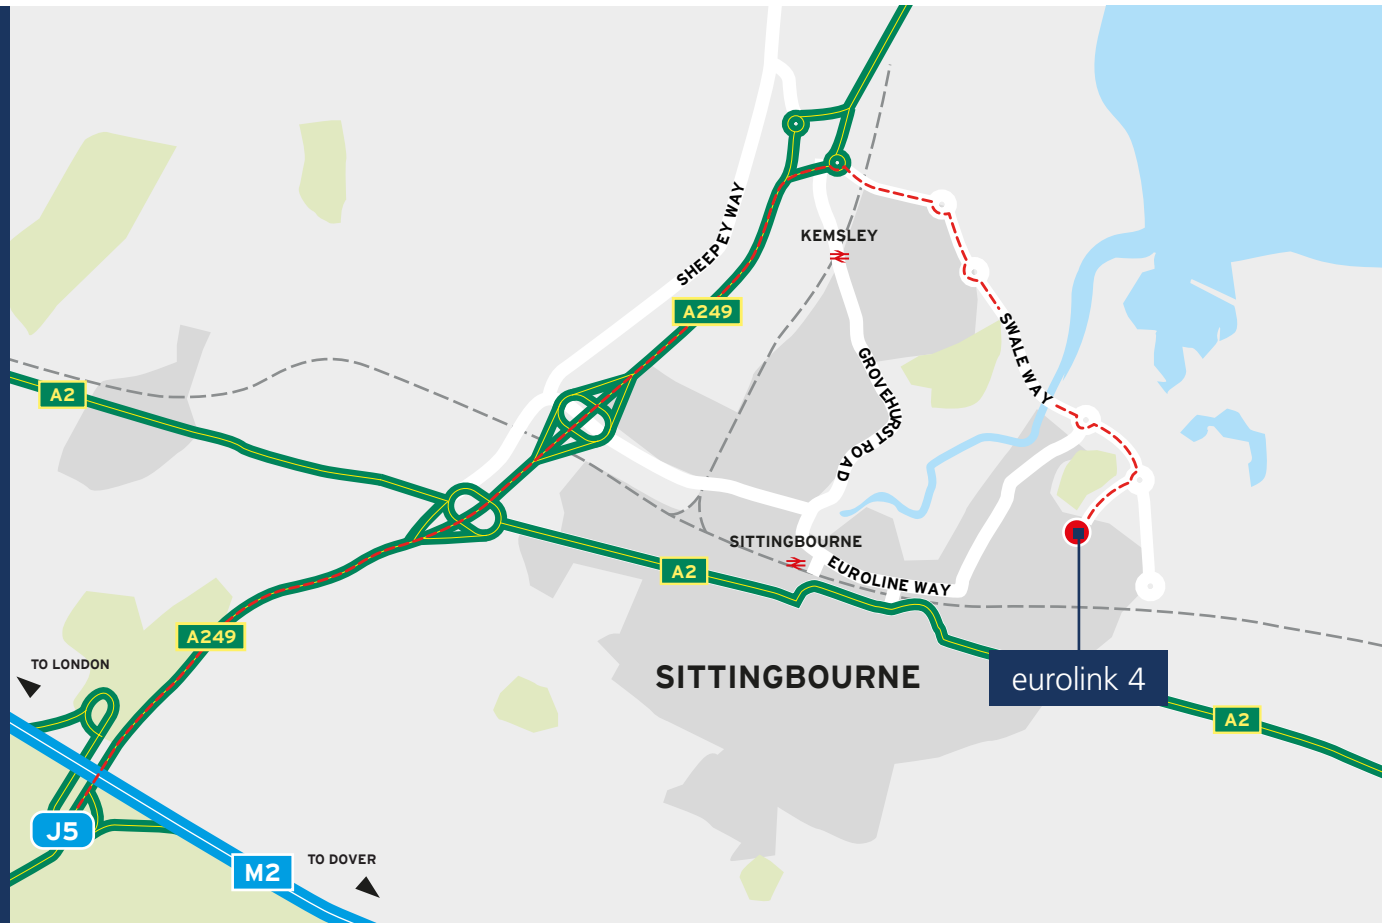 SHEEPEY WAY
KEMSLEY
A249
SWALE WAY
A2
GROVEHURST ROAD
SITTINGBOURNE
A2
EUROLINE WAY
A249
TO LONDON
SITTINGBOURNE
eurolink 4
A2
J5
M2
TO DOVER